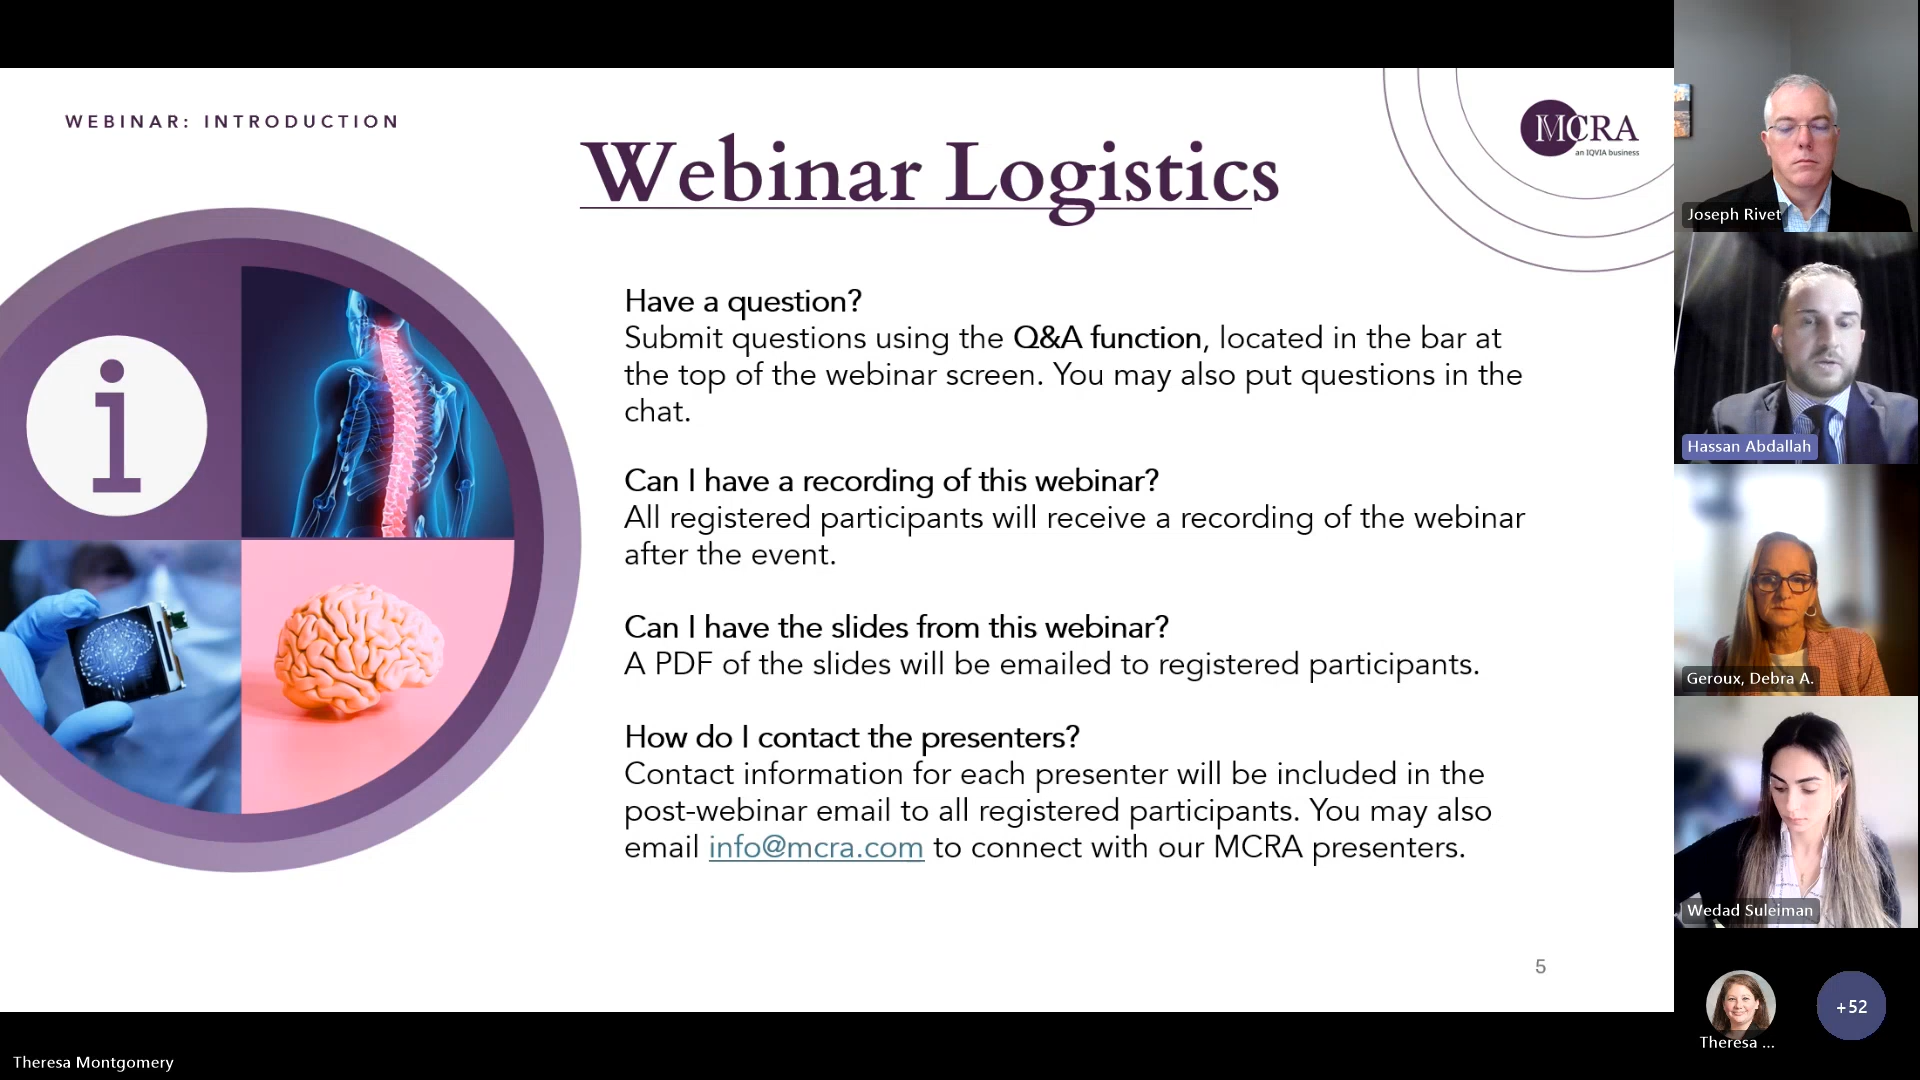 WEBINAR: INTRODUCTION
Webinar Logistics
MCRA
an IQVIA business
Have a question?
Submit questions using the Q&A function, located in the bar at
the top of the webinar screen. You may also put questions in the
chat.
Can I have a recording of this webinar?
All registered participants will receive a recording of the webinar
after the event.
Can I have the slides from this webinar?
A PDF of the slides will be emailed to registered participants.
How do I contact the presenters?
Contact information for each presenter will be included in the
post-webinar email to all registered participants. You may also
email info@mcra.com to connect with our MCRA presenters.
5
Joseph Rivet
Hassan Abdallah
Geroux, Debra A.
Wedad Suleiman
Theresa ...
+52
Theresa Montgomery